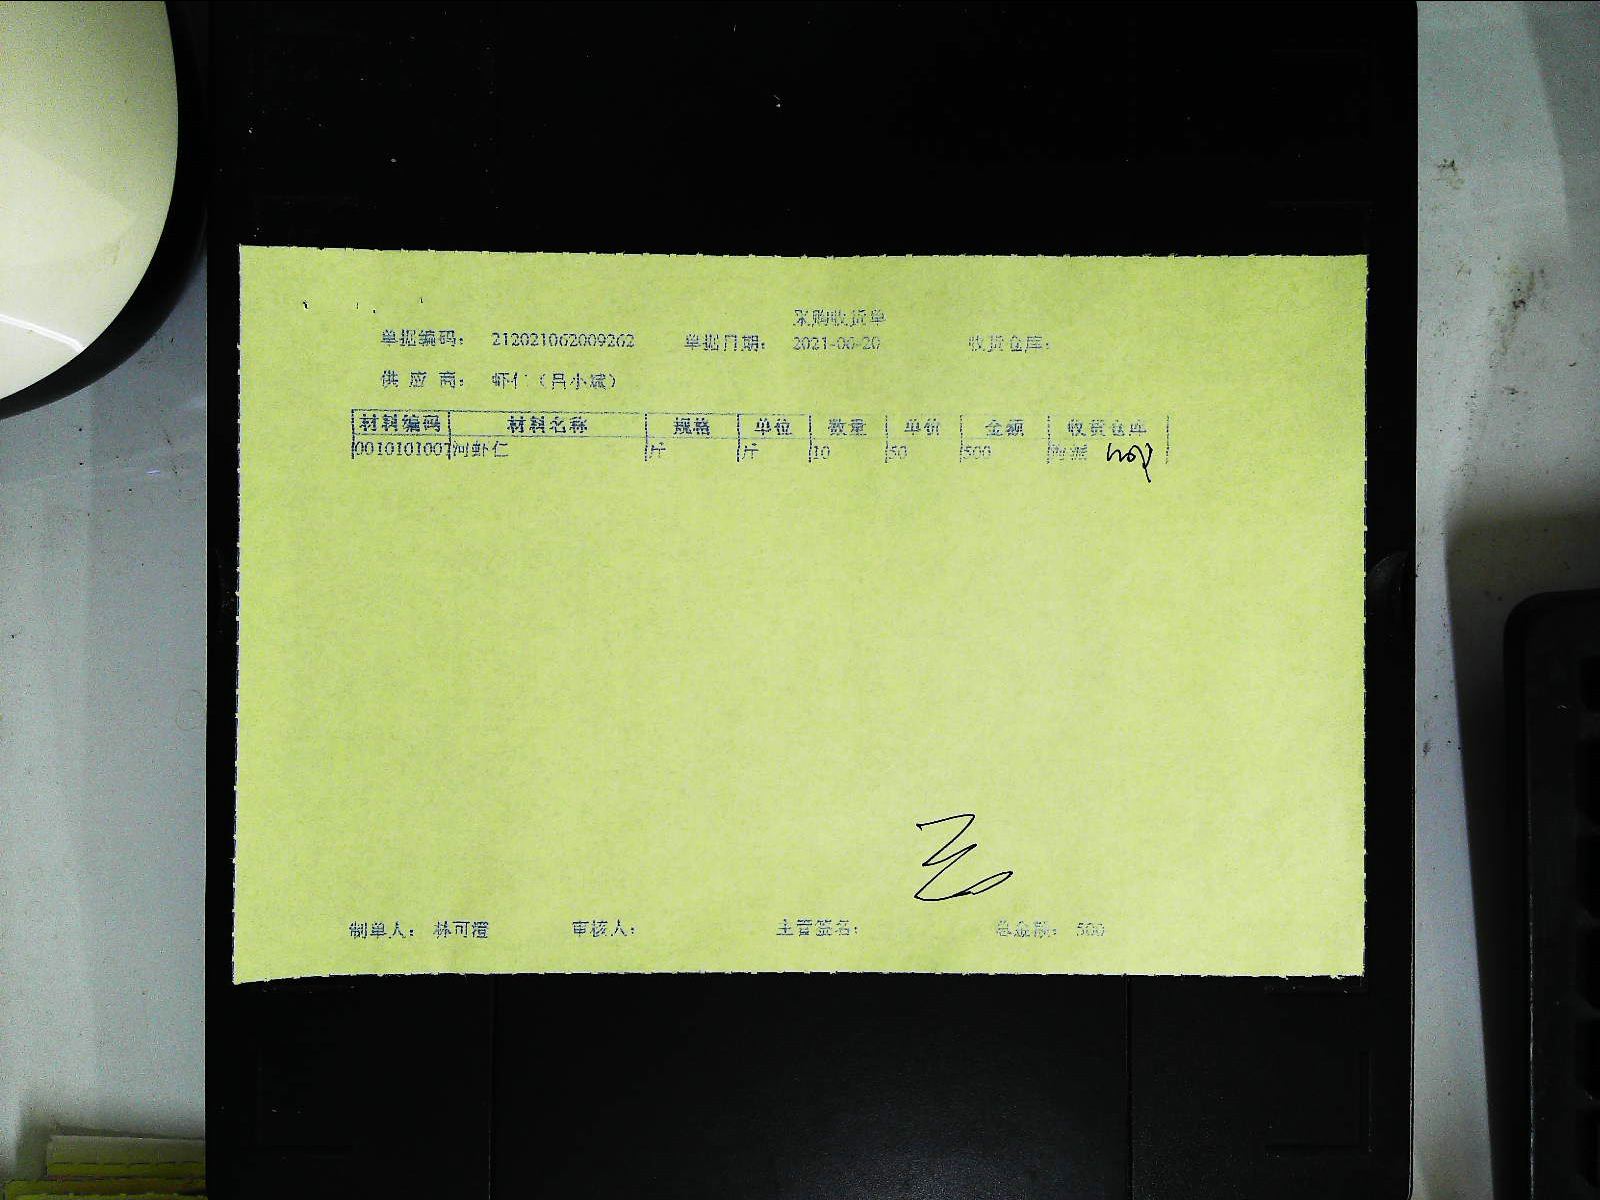 采购收货单
单据编码： 212021062009262 单据日期： 2021-06-20 收货仓库：
供 应 商： 虾仁（吕小斌）
材料编码 材料名称 规格 单位 数量 单价 金额 收货仓库
0010101007 河虾仁 斤 斤 10 50 500 海派
制单人： 林可澄 审核人： 主管签名： 总金额： 500